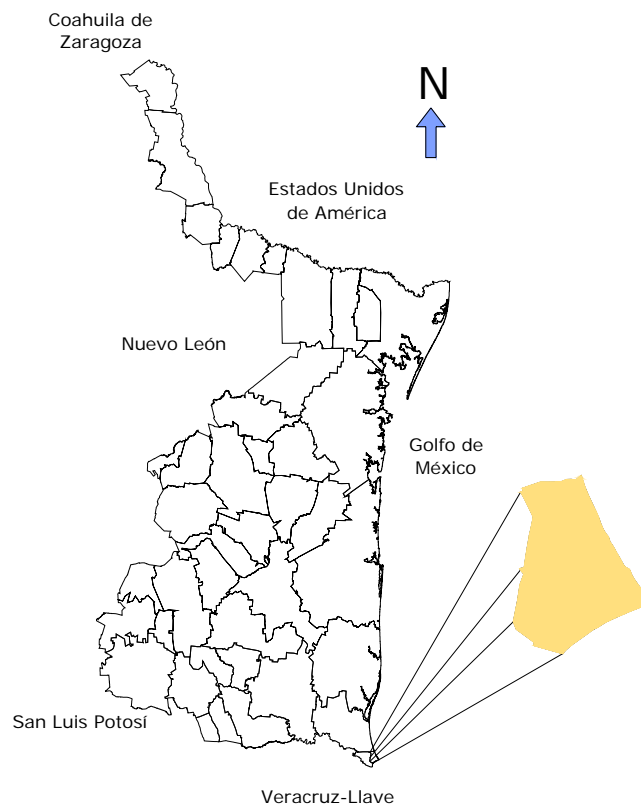 Coahuila de
Zaragoza
N
Estados Unidos
de América
Nuevo León
Golfo de
México
San Luis Potosí
Veracruz-Llave